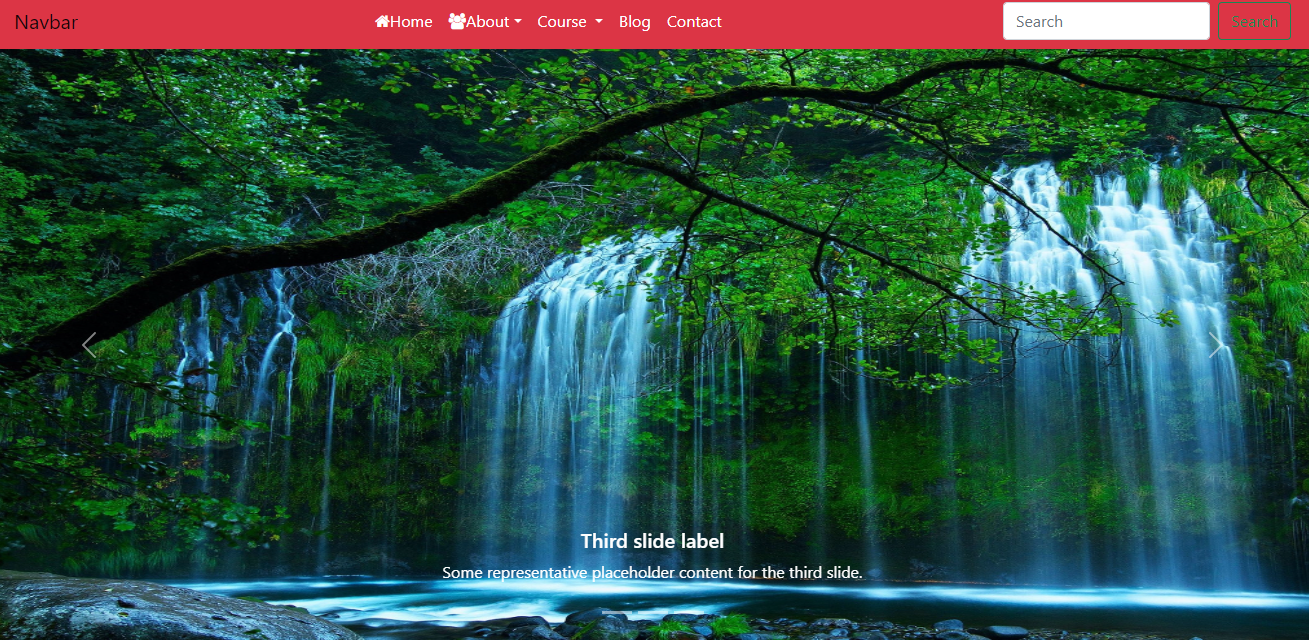 Navbar
Home About Course Blog Contact
Search Search
Third slide label
Some representative placeholder content for the third slide.